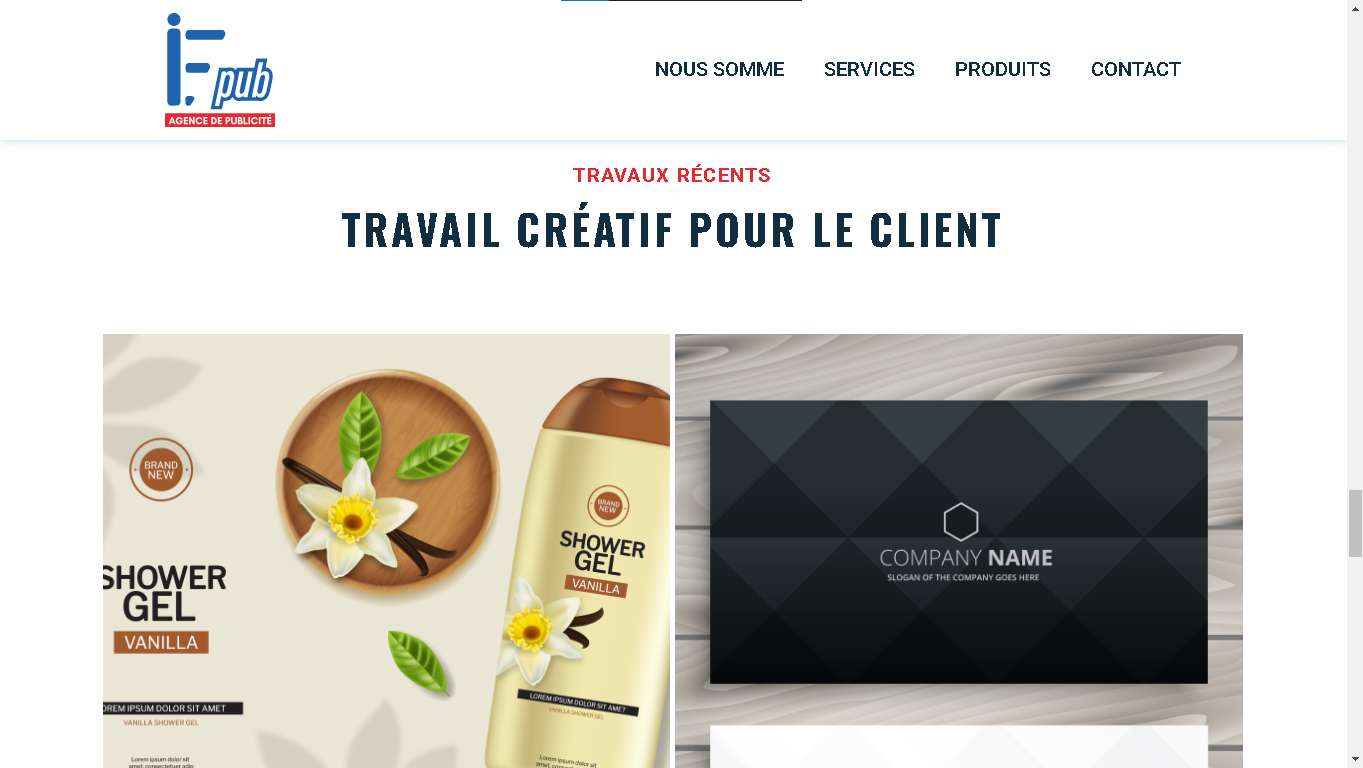 iF. pub
AGENCE DE PUBLICITÉ
NOUS SOMME SERVICES PRODUITS CONTACT
TRAVAUX RÉCENTS
TRAVAIL CRÉATIF POUR LE CLIENT
BRAND
NEW
SHOWER
GEL
VANILLA
OREM IPSUM DOLOR SIT AMET
VANILLA SHOWER GEL
Lorem ipsum dolor sit
amet, consectetuer adip
BRAND
NEW
SHOWER
GEL
VANILLA
LOREM IPSUM DOLOR SIT AMET
VANILLA SHOWER GEL
Lorem ipsum dolor sit
COMPANY NAME
SLOGAN OF THE COMPANY GOES HERE